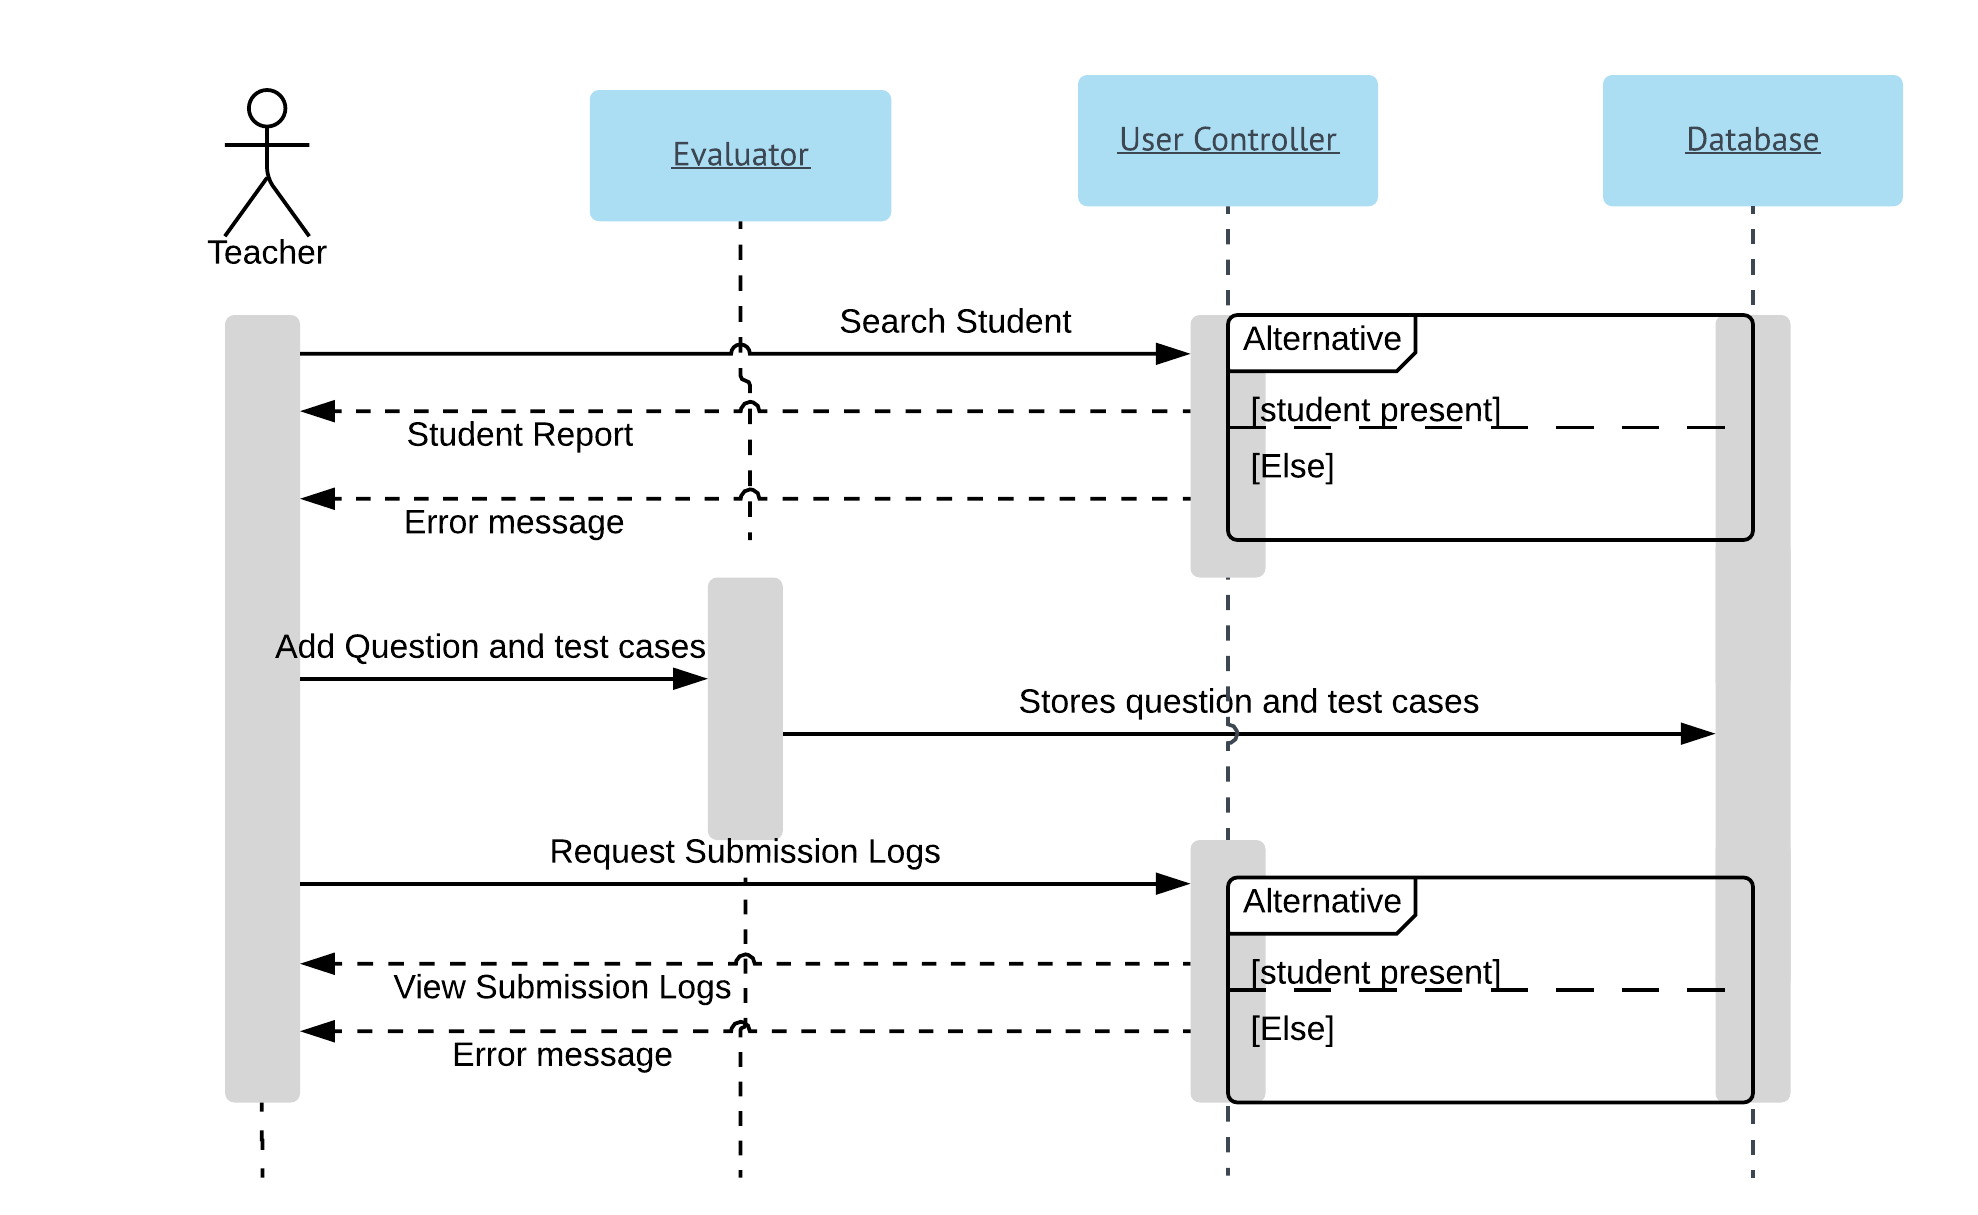 Teacher
Evaluator
User Controller
Database
Search Student
Alternative
[student present]
Student Report
[Else]
Error message
Add Question and test cases
Stores question and test cases
Request Submission Logs
Alternative
[student present]
View Submission Logs
[Else]
Error message